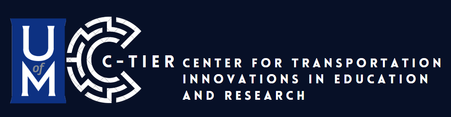 U
of
M
C-TIER
CENTER FOR TRANSPORTATION
INNOVATIONS IN EDUCATION
AND RESEARCH